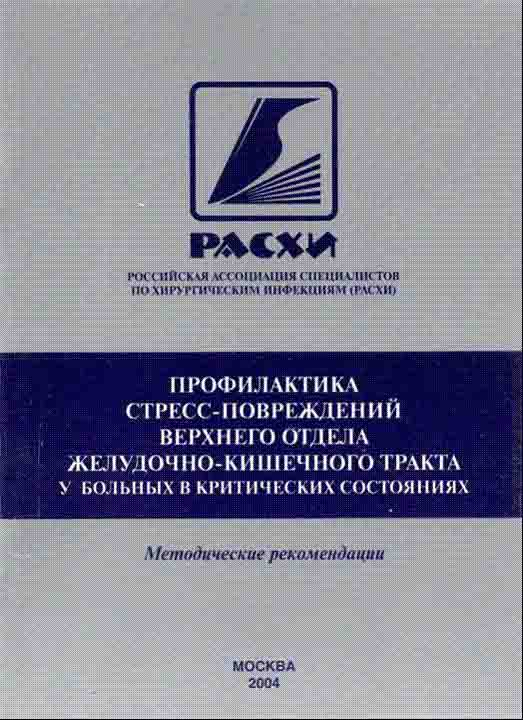 РАСХИ
РОССИЙСКАЯ АССОЦИАЦИЯ СПЕЦИАЛИСТОВ
ПО ХИРУРГИЧЕСКИМ ИНФЕКЦИЯМ (РАСХИ)
ПРОФИЛАКТИКА
СТРЕСС-ПОВРЕЖДЕНИЙ
ВЕРХНЕГО ОТДЕЛА
ЖЕЛУДОЧНО-КИШЕЧНОГО ТРАКТА
У БОЛЬНЫХ В КРИТИЧЕСКИХ СОСТОЯНИЯХ
Методические рекомендации
МОСКВА
2004